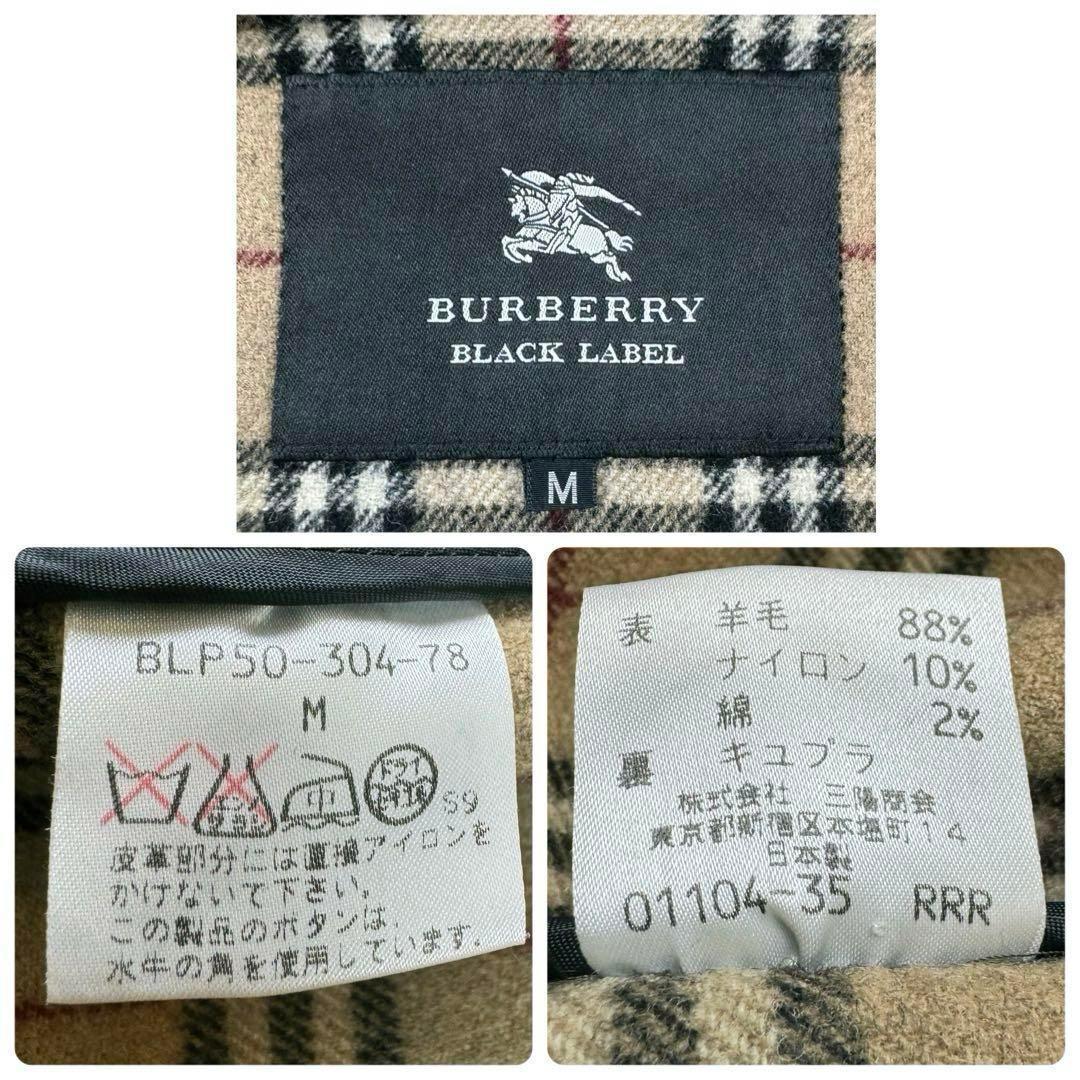 BURBERRY
BLACK LABEL
M
BLP50-304-78
M
ドライ
S9
皮革部分には直接アイロンを
かけないで下さい。
この製品のボタンは、
水牛の角を使用しています。
表 羊毛 88%
ナイロン 10%
綿 2%
裏 キュプラ
株式会社 三陽商会
東京都新宿区本塩町14
日本製
01104-35 RRR